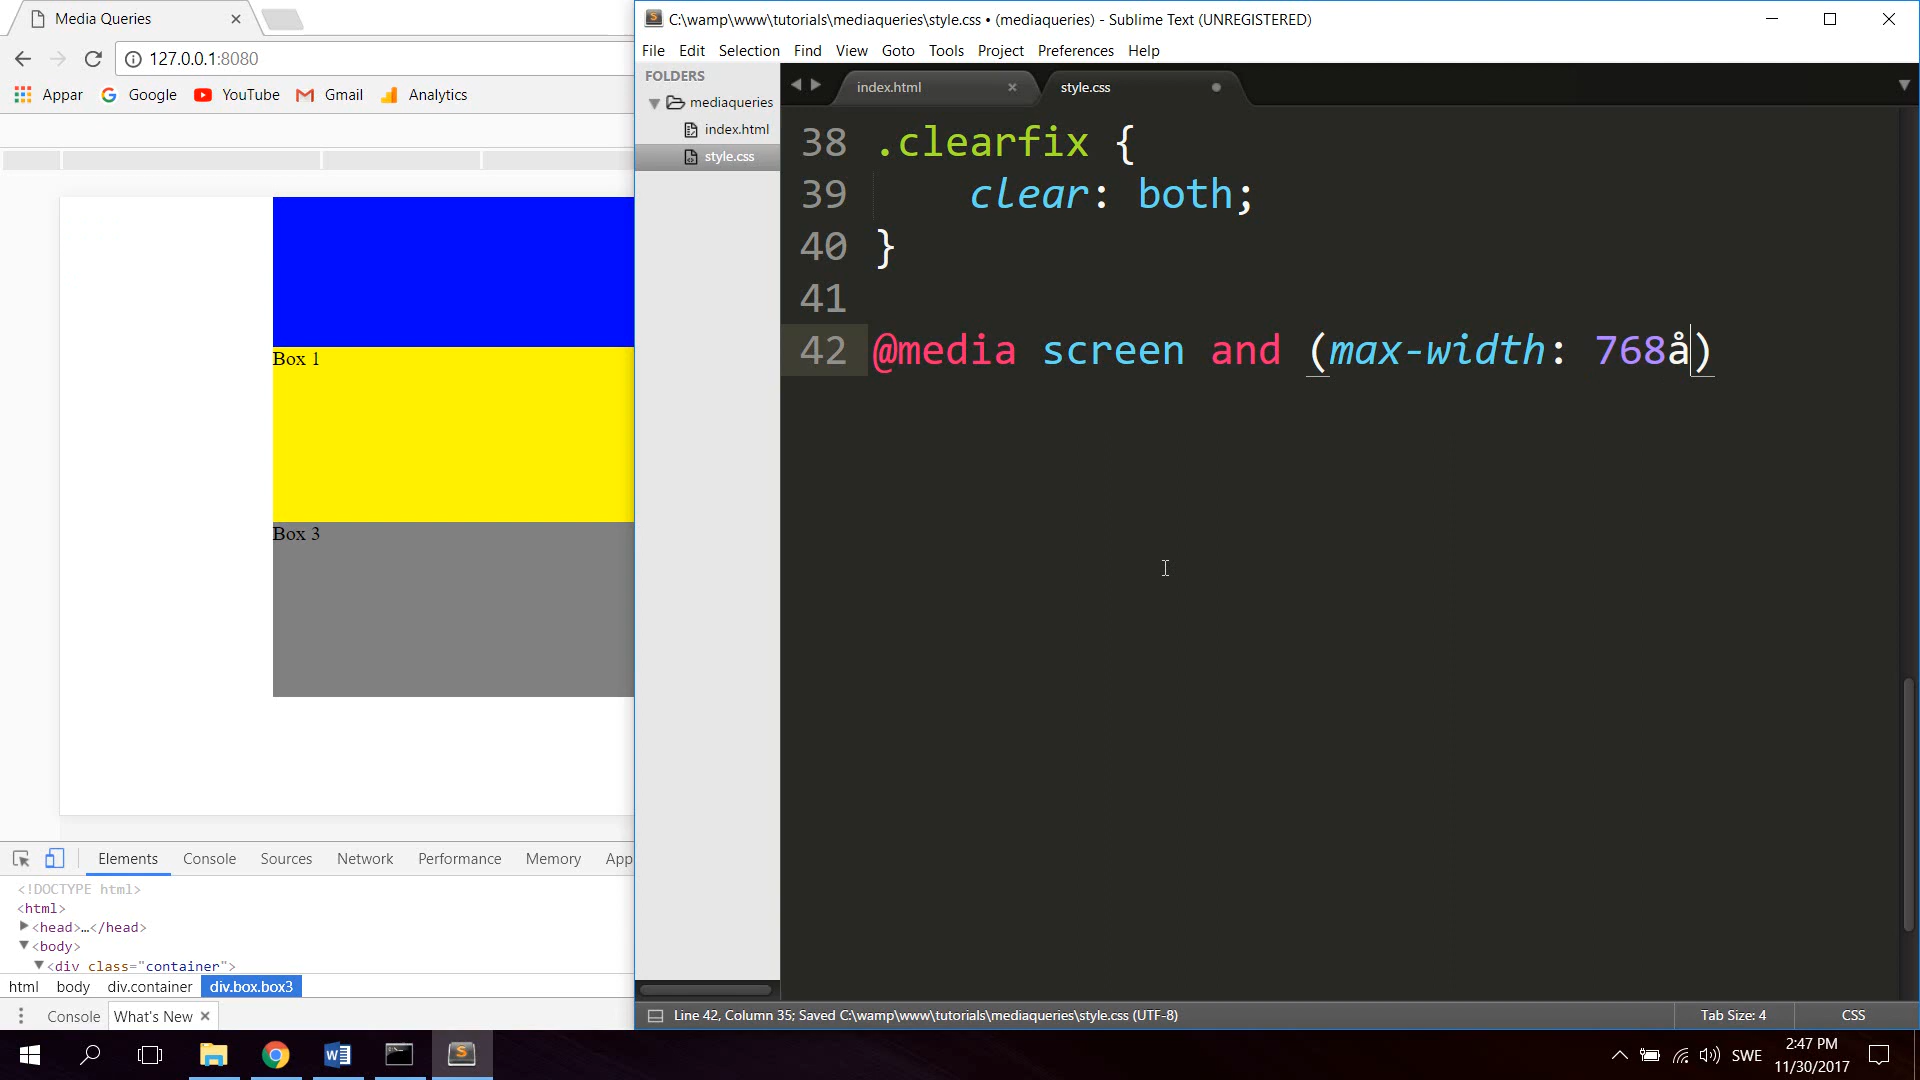 Media Queries
127.0.0.1:8080
Appar Google YouTube Gmail Analytics
Box 1
Box 3
Elements Console Sources Network Performance Memory App
<!DOCTYPE html>
<html>
<head>…</head>
<body>
<div class="container">
html body div.container div.box.box3
Console What's New
C:\wamp\www\tutorials\mediaqueries\style.css • (mediaqueries) - Sublime Text (UNREGISTERED)
File Edit Selection Find View Goto Tools Project Preferences Help
FOLDERS
mediaqueries
index.html
style.css
index.html style.css
38 .clearfix {
39 clear: both;
40 }
41
42 @media screen and (max-width: 768å)
Line 42, Column 35; Saved C:\wamp\www\tutorials\mediaqueries\style.css (UTF-8) Tab Size: 4 CSS
SWE
2:47 PM
11/30/2017